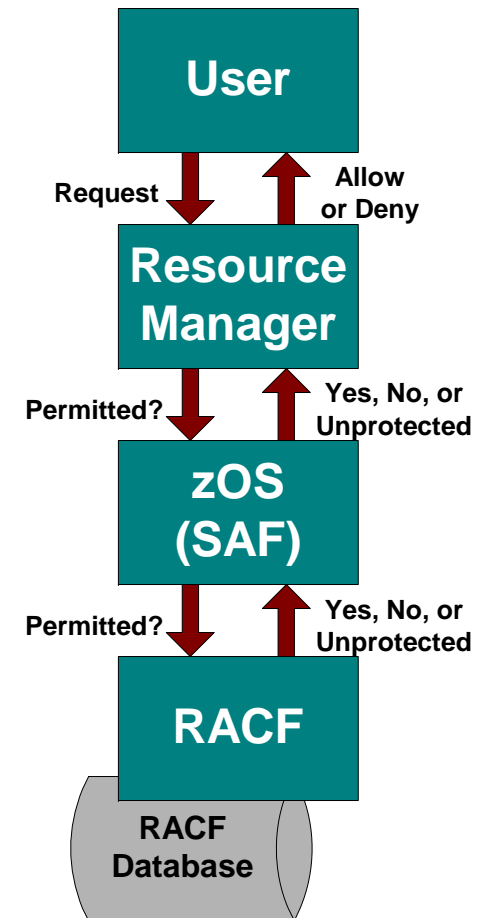 User
Request
Allow
or Deny
Resource
Manager
Permitted?
Yes, No, or
Unprotected
zOS
(SAF)
Permitted?
Yes, No, or
Unprotected
RACF
RACF
Database